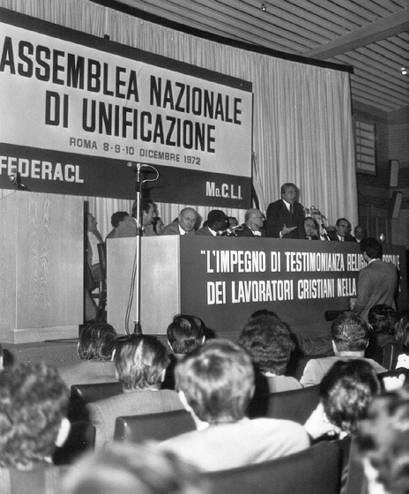 ASSEMBLEA NAZIONALE
DI UNIFICAZIONE
ROMA 8-9-10 DICEMBRE 1972
FEDERACL
Mo.C.L.I.
"L'IMPEGNO DI TESTIMONIANZA
DEI LAVORATORI CRISTIANI NELLA